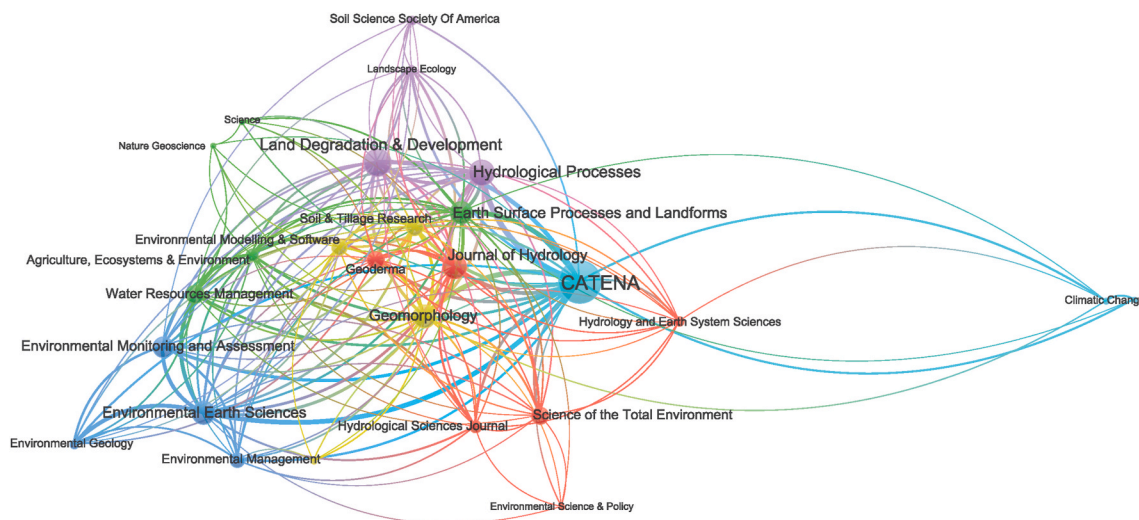 Soil Science Society Of America
Landscape Ecology
Science
Nature Geoscience
Land Degradation & Development
Hydrological Processes
Soil & Tillage Research
Earth Surface Processes and Landforms
Environmental Modelling & Software
Agriculture, Ecosystems & Environment
Geoderma
Journal of Hydrology
CATENA
Water Resources Management
Climatic Chang
Geomorphology
Hydrology and Earth System Sciences
Environmental Monitoring and Assessment
Environmental Earth Sciences
Science of the Total Environment
Hydrological Sciences Journal
Environmental Geology
Environmental Management
Environmental Science & Policy